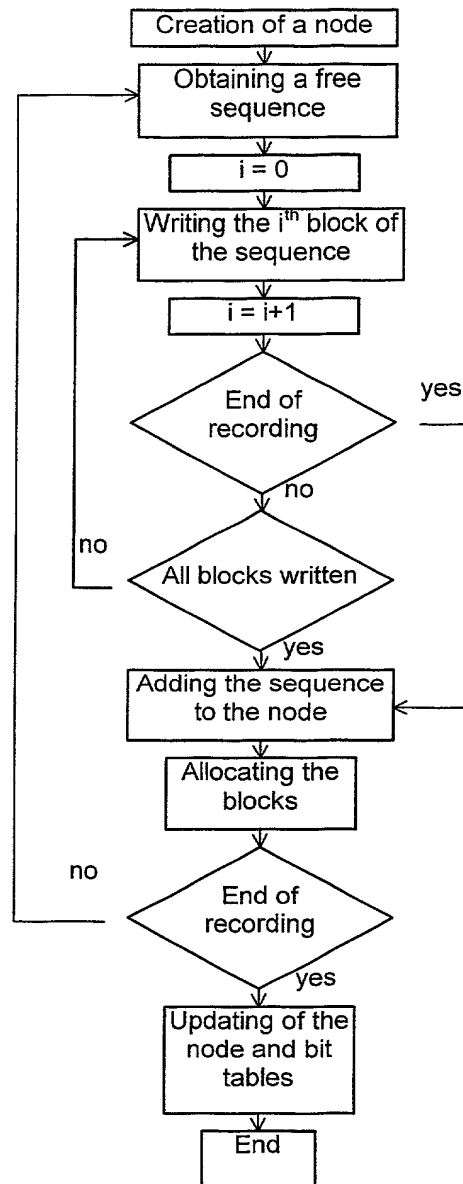 Creation of a node
Obtaining a free
sequence
i = 0
Writing the ith block of
the sequence
i = i+1
End of
recording
yes
no
All blocks written
no
yes
Adding the sequence
to the node
Allocating the
blocks
End of
recording
no
yes
Updating of the
node and bit
tables
End